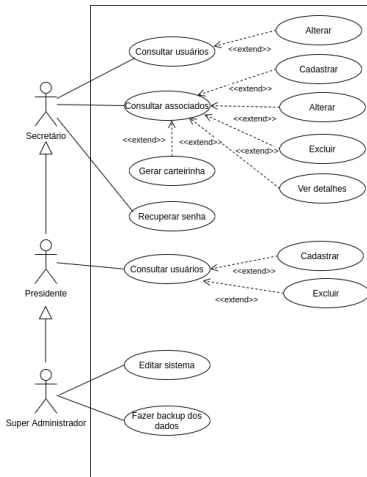 Alterar
Consultar usuários
<<extend>>
Cadastrar
<<extend>>
Secretário
Consultar associados
<<extend>>
Alterar
<<extend>>
<<extend>>
<<extend>>
Excluir
Gerar carteirinha
<<extend>>
Ver detalhes
Recuperar senha
Presidente
Consultar usuários
Cadastrar
<<extend>>
<<extend>>
Excluir
Super Administrador
Editar sistema
Fazer backup dos
dados